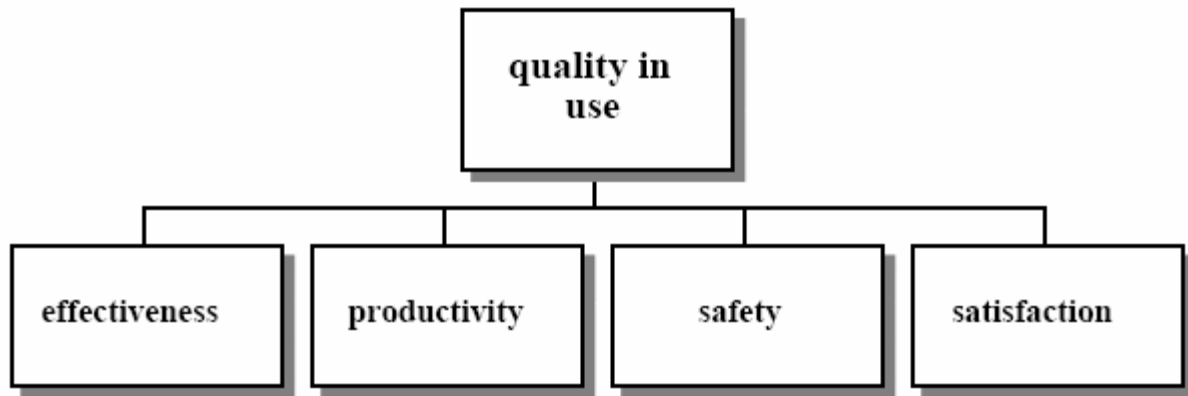 quality in
use
effectiveness
productivity
safety
satisfaction